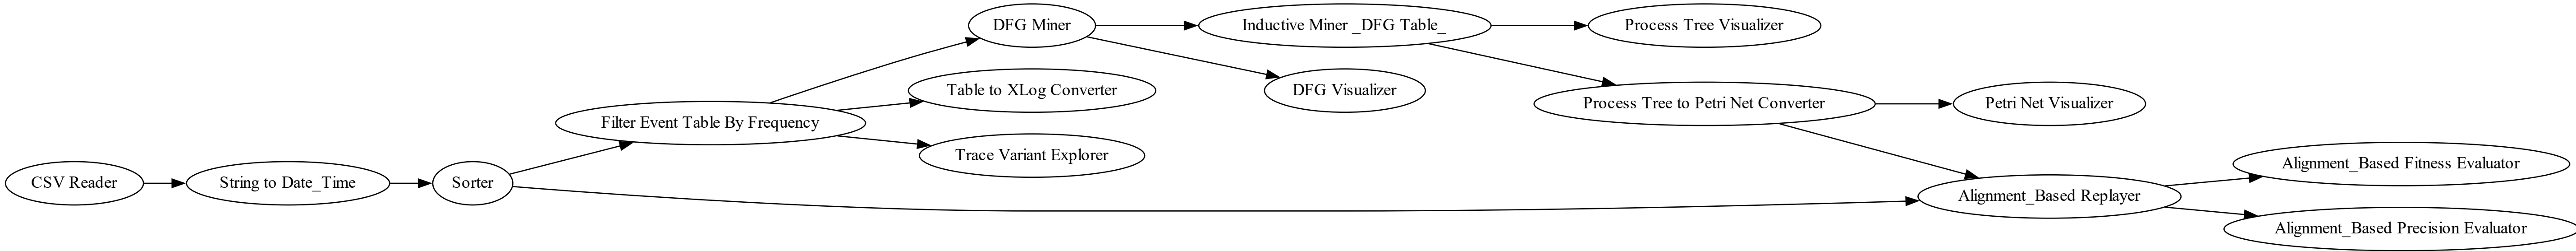 CSV Reader
String to Date_Time
Sorter
Filter Event Table By Frequency
DFG Miner
Table to XLog Converter
Trace Variant Explorer
Inductive Miner _DFG Table_
DFG Visualizer
Process Tree Visualizer
Process Tree to Petri Net Converter
Petri Net Visualizer
Alignment_Based Replayer
Alignment_Based Fitness Evaluator
Alignment_Based Precision Evaluator